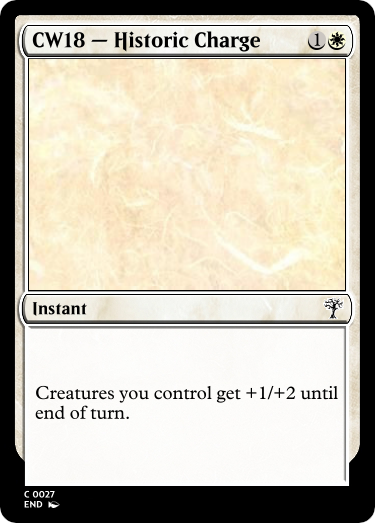 CW18 — Historic Charge 1
Instant
Creatures you control get +1/+2 until
end of turn.
C 0027
END